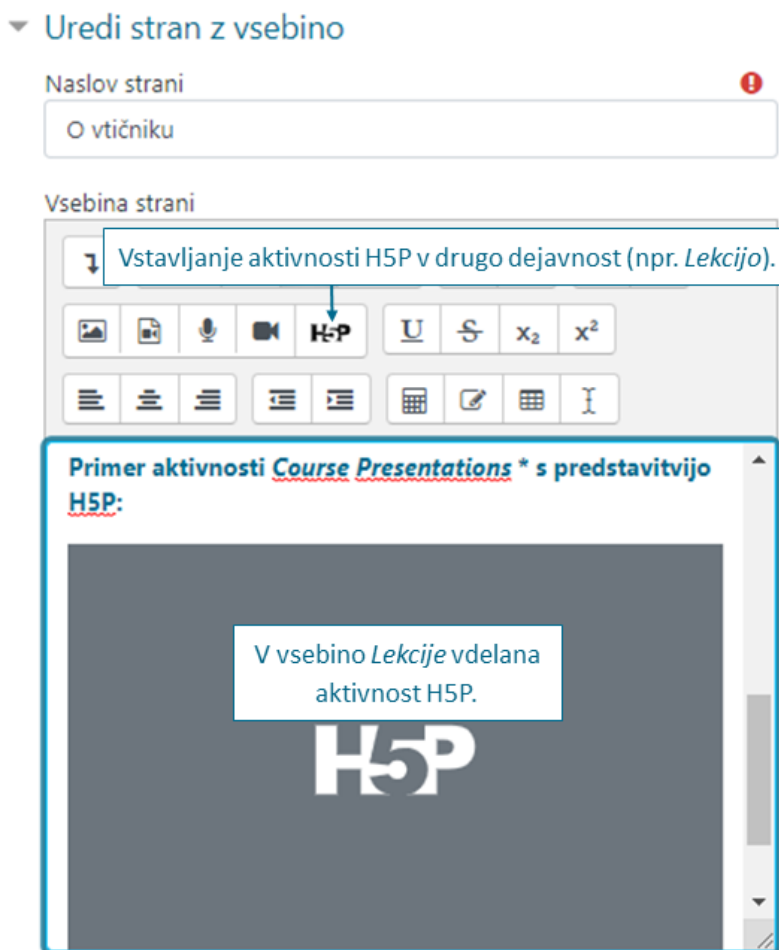 Uredi stran z vsebino
Naslov strani
O vtičniku
Vsebina strani
Vstavljanje aktivnosti H5P v drugo dejavnost (npr. Lekcijo).
H5P U S x₂ x²
Primer aktivnosti Course Presentations * s predstavitvijo
H5P:
V vsebino Lekcije vdelana
aktivnost H5P.
H5P